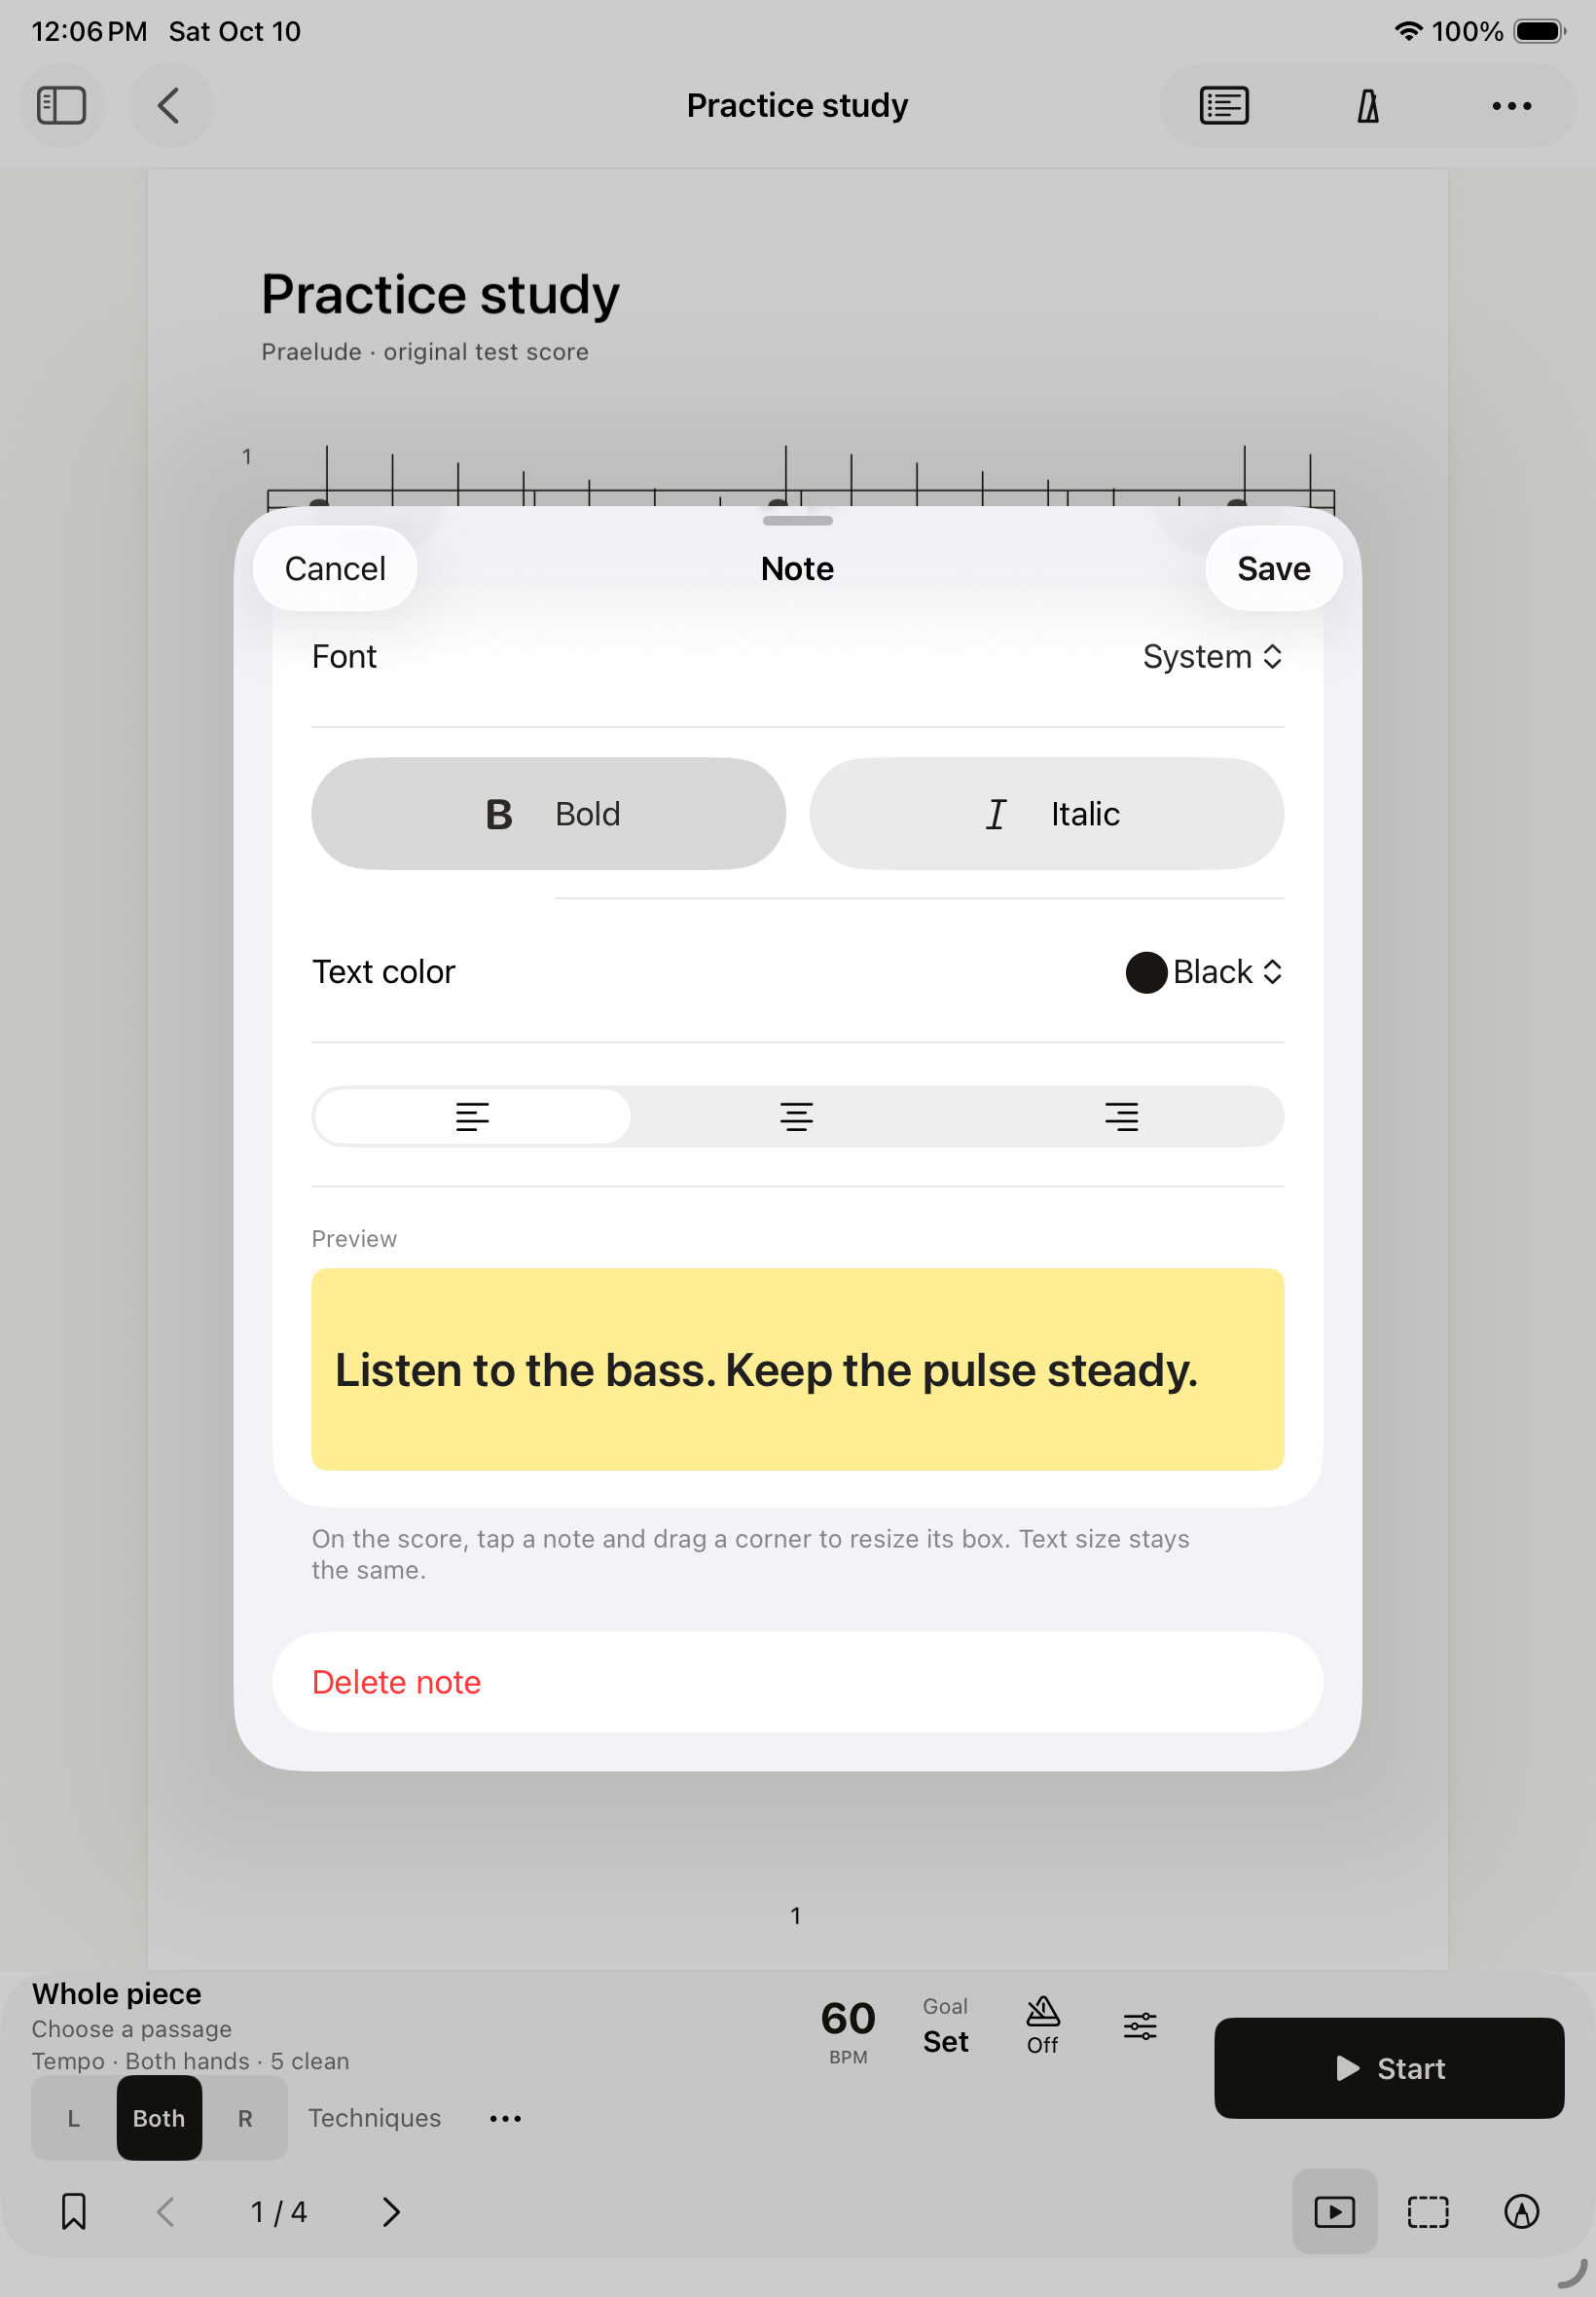 12:06 PM Sat Oct 10
100%
Practice study
Practice study
Praelude · original test score
1
Cancel
Note
Save
Font
System
B Bold
I Italic
Text color
Black
Preview
Listen to the bass. Keep the pulse steady.
On the score, tap a note and drag a corner to resize its box. Text size stays
the same.
Delete note
1
Whole piece
Choose a passage
Tempo · Both hands · 5 clean
60
BPM
Goal
Set
Off
Start
L
Both
R
Techniques
1 / 4